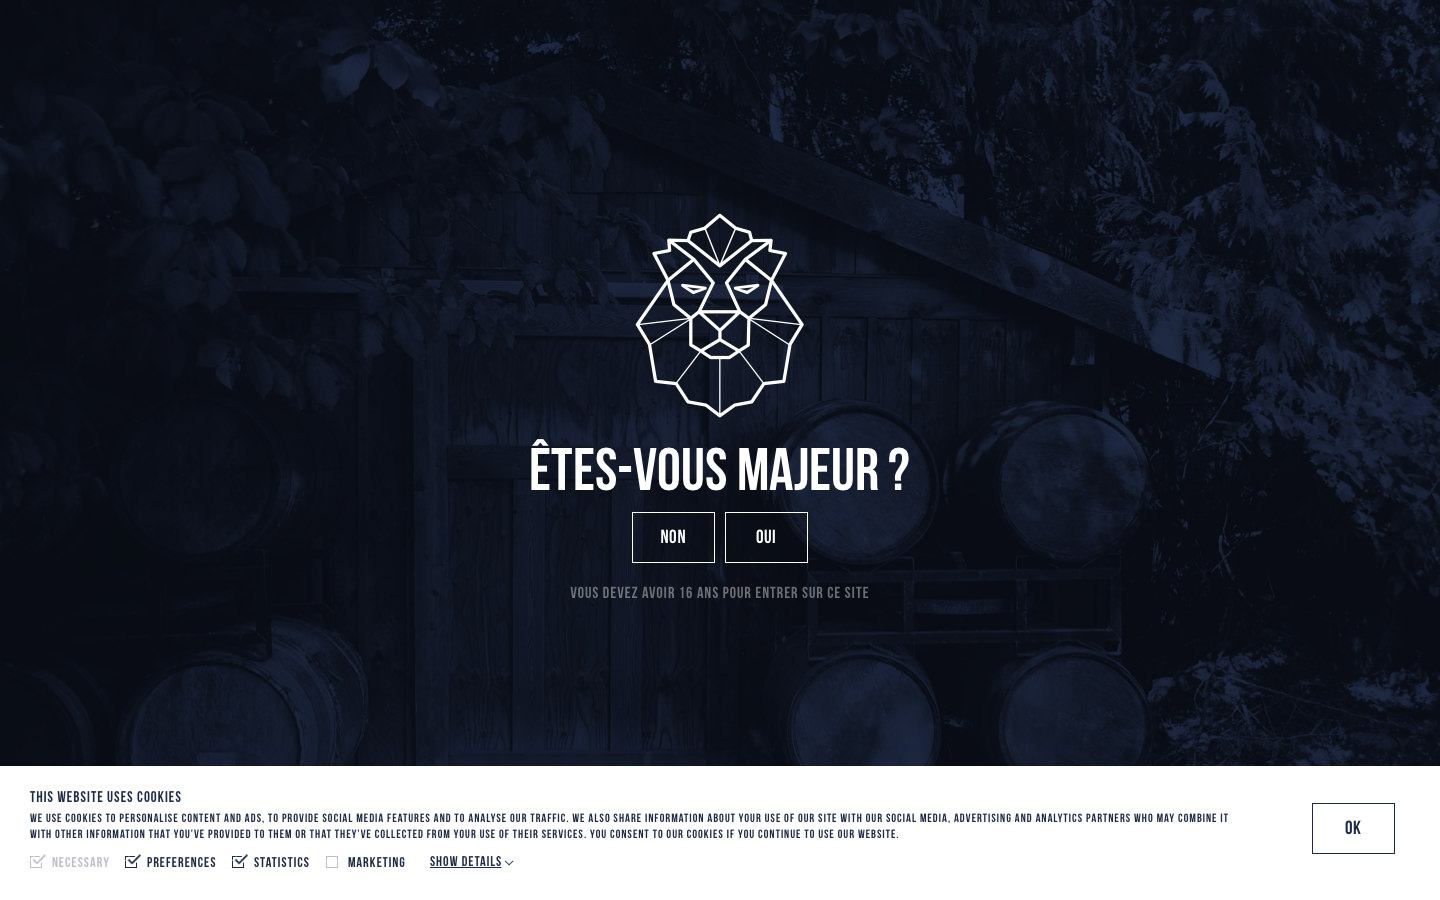 ÊTES-VOUS MAJEUR ?
NON
OUI
VOUS DEVEZ AVOIR 16 ANS POUR ENTRER SUR CE SITE
THIS WEBSITE USES COOKIES
WE USE COOKIES TO PERSONALISE CONTENT AND ADS, TO PROVIDE SOCIAL MEDIA FEATURES AND TO ANALYSE OUR TRAFFIC. WE ALSO SHARE INFORMATION ABOUT YOUR USE OF OUR SITE WITH OUR SOCIAL MEDIA, ADVERTISING AND ANALYTICS PARTNERS WHO MAY COMBINE IT
WITH OTHER INFORMATION THAT YOU'VE PROVIDED TO THEM OR THAT THEY'VE COLLECTED FROM YOUR USE OF THEIR SERVICES. YOU CONSENT TO OUR COOKIES IF YOU CONTINUE TO USE OUR WEBSITE.
OK
NECESSARY PREFERENCES STATISTICS MARKETING SHOW DETAILS